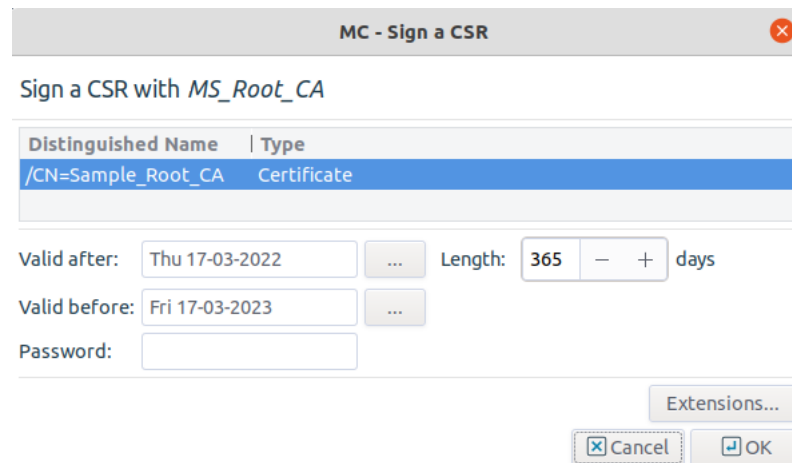 MC - Sign a CSR
Sign a CSR with MS_Root_CA
Distinguished Name Type
/CN=Sample_Root_CA Certificate
Valid after: Thu 17-03-2022 ... Length: 365 − + days
Valid before: Fri 17-03-2023 ...
Password:
Extensions...
Cancel OK